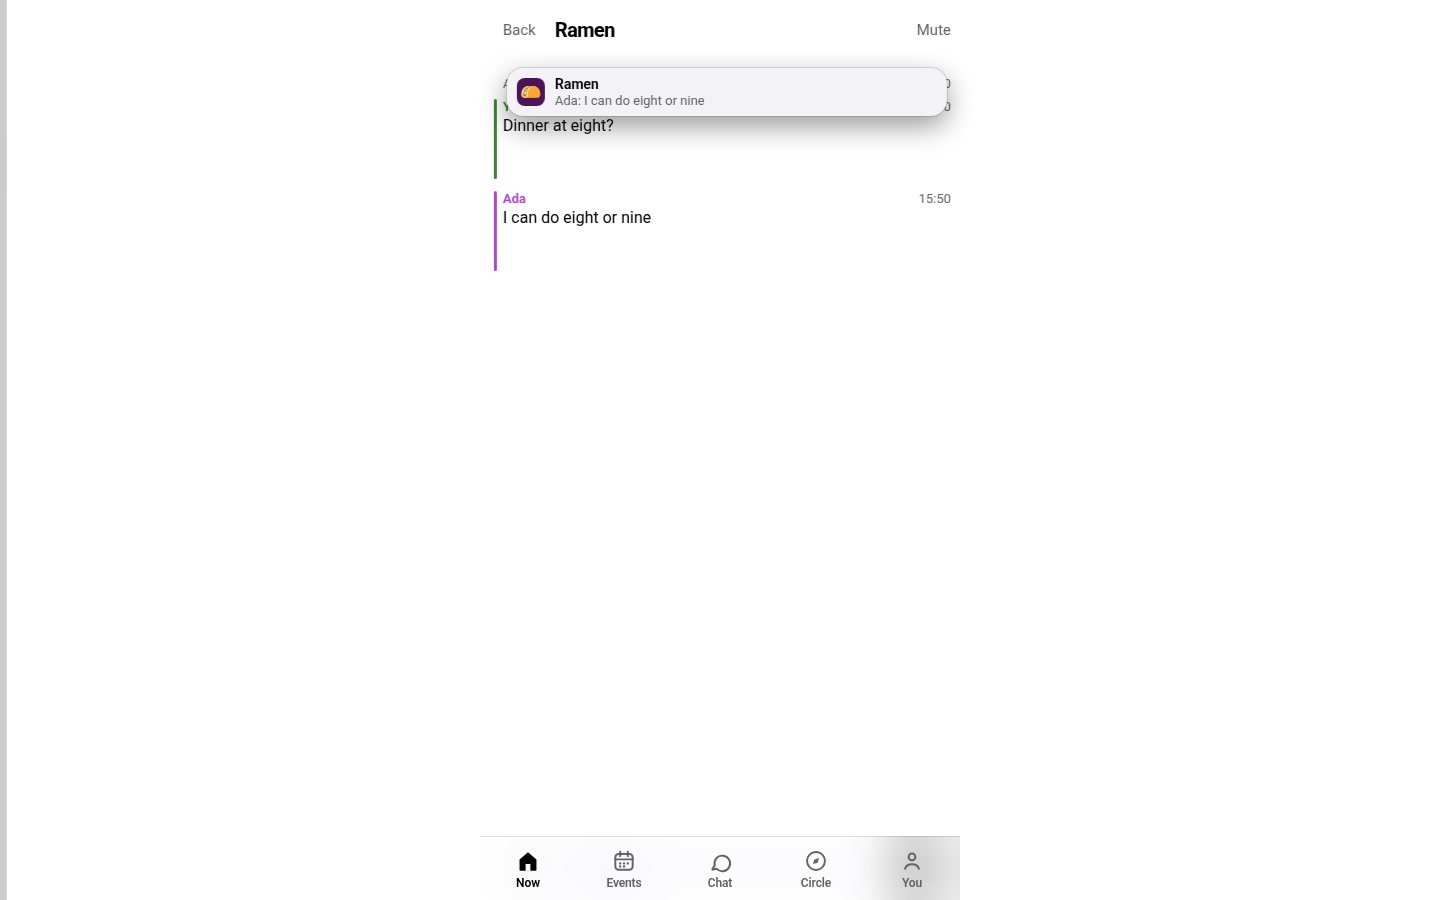 Back Ramen Mute
Ramen
Ada: I can do eight or nine
Dinner at eight?
Ada 15:50
I can do eight or nine
Now Events Chat Circle You